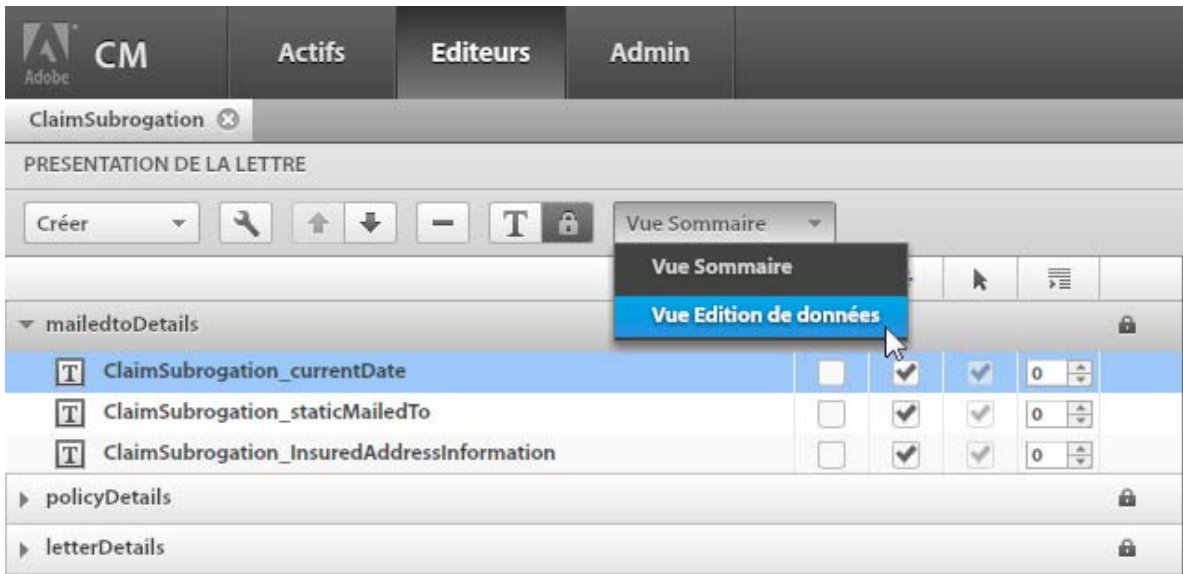 Adobe CM Actifs Editeurs Admin
ClaimSubrogation
PRESENTATION DE LA LETTRE
Créer T Vue Sommaire
Vue Sommaire
Vue Edition de données
mailedtoDetails
T ClaimSubrogation_currentDate 0
T ClaimSubrogation_staticMailedTo 0
T ClaimSubrogation_InsuredAddressInformation 0
policyDetails
letterDetails